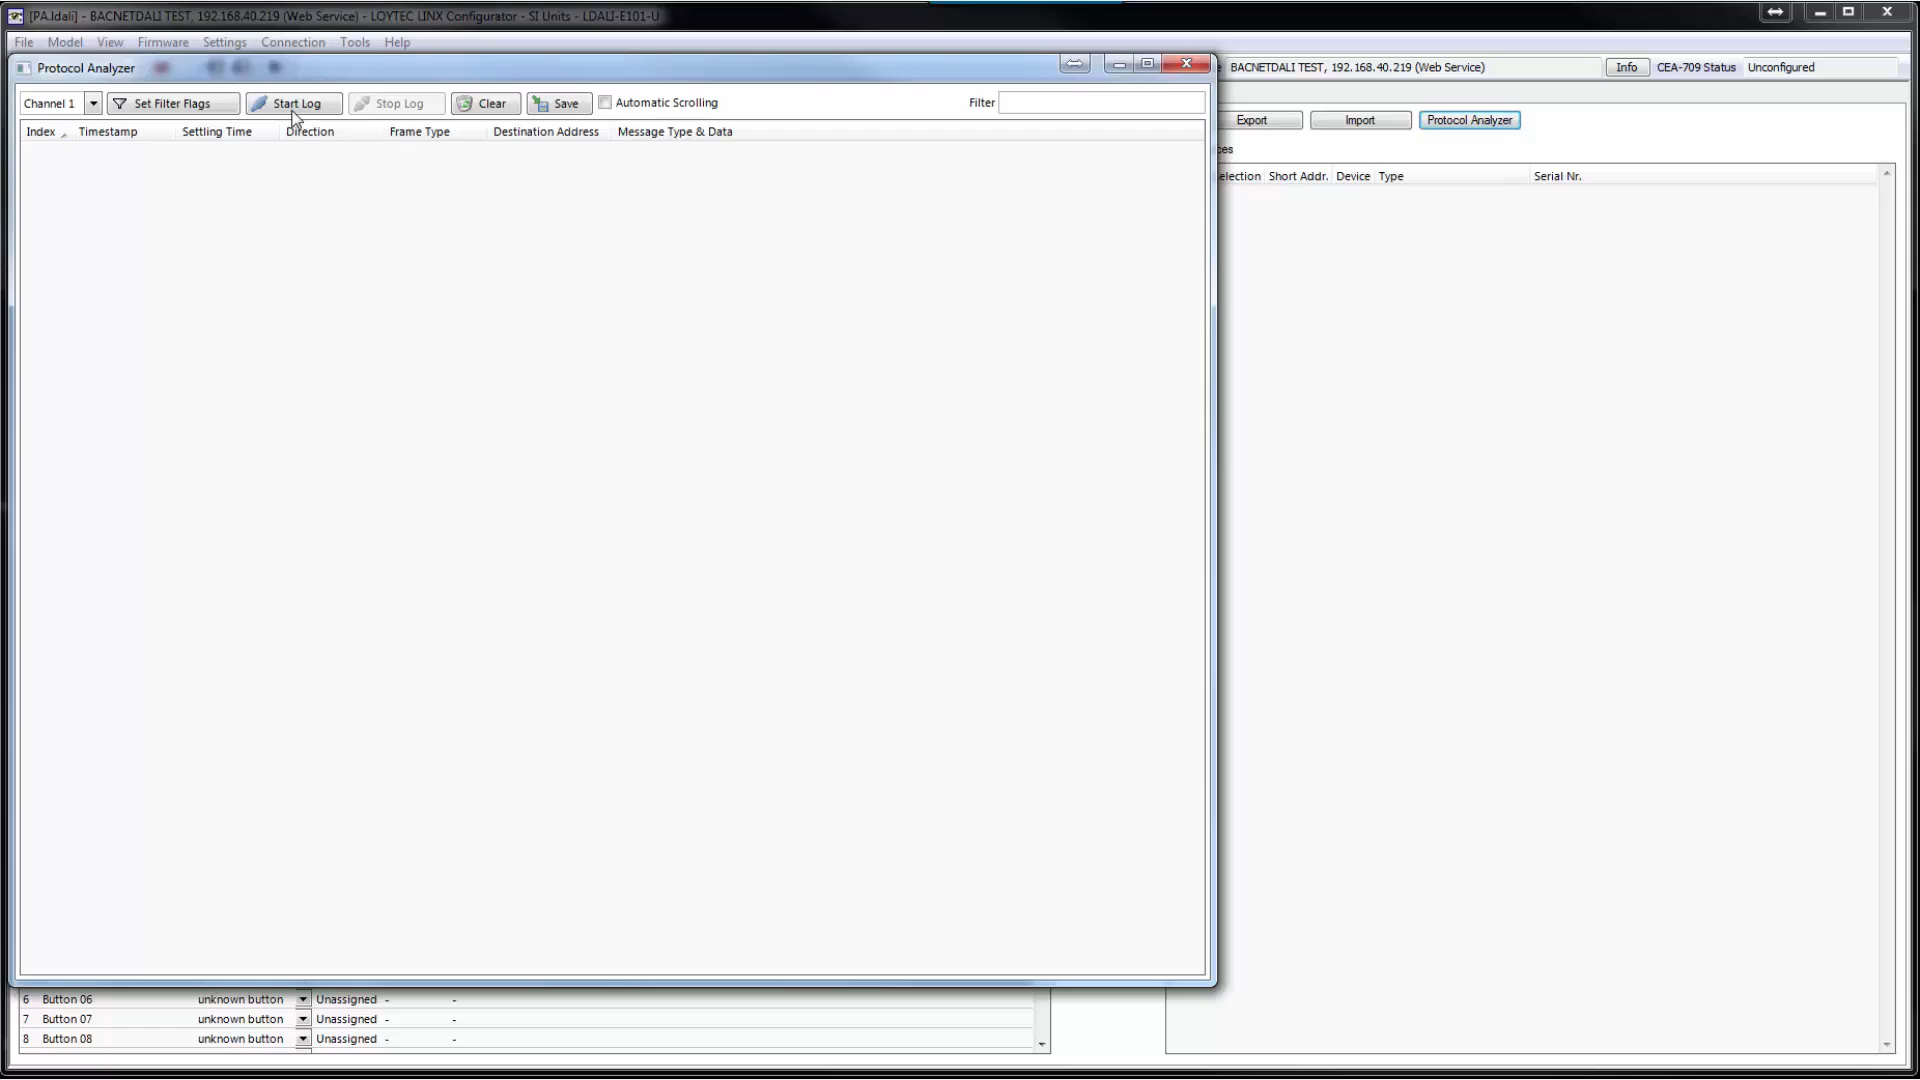 [PA.ldali] - BACNETDALI TEST, 192.168.40.219 (Web Service) - LOYTEC LINX Configurator - SI Units - LDALI-E101-U
File Model View Firmware Settings Connection Tools Help
Protocol Analyzer
BACNETDALI TEST, 192.168.40.219 (Web Service) Info CEA-709 Status Unconfigured
Channel 1 Set Filter Flags Start Log Stop Log Clear Save Automatic Scrolling Filter
Export Import Protocol Analyzer
Index Timestamp Settling Time Direction Frame Type Destination Address Message Type & Data
ces
election Short Addr. Device Type Serial Nr.
6 Button 06 unknown button Unassigned - -
7 Button 07 unknown button Unassigned - -
8 Button 08 unknown button Unassigned - -